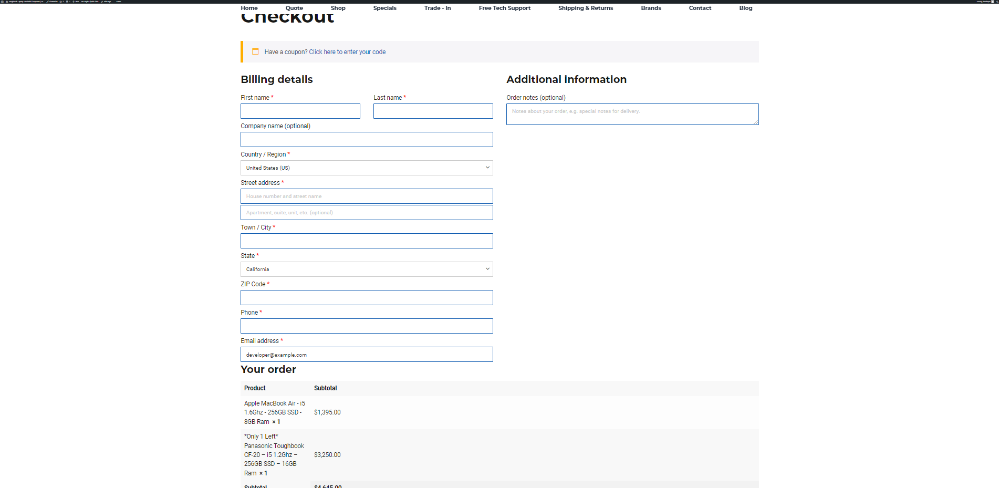 Home Quote Shop Specials Trade - In Free Tech Support Shipping & Returns Brands Contact Blog
Checkout
Have a coupon? Click here to enter your code
Billing details
Additional information
First name *
Last name *
Order notes (optional)
Notes about your order, e.g. special notes for delivery.
Company name (optional)
Country / Region *
United States (US)
Street address *
House number and street name
Apartment, suite, unit, etc. (optional)
Town / City *
State *
California
ZIP Code *
Phone *
Email address *
developer@example.com
Your order
Product Subtotal
Apple MacBook Air - i5
1.6Ghz - 256GB SSD -
8GB Ram × 1
$1,395.00
*Only 1 Left*
Panasonic Toughbook
CF-20 – i5 1.2Ghz –
256GB SSD – 16GB
Ram × 1
$3,250.00
Subtotal $4,645.00